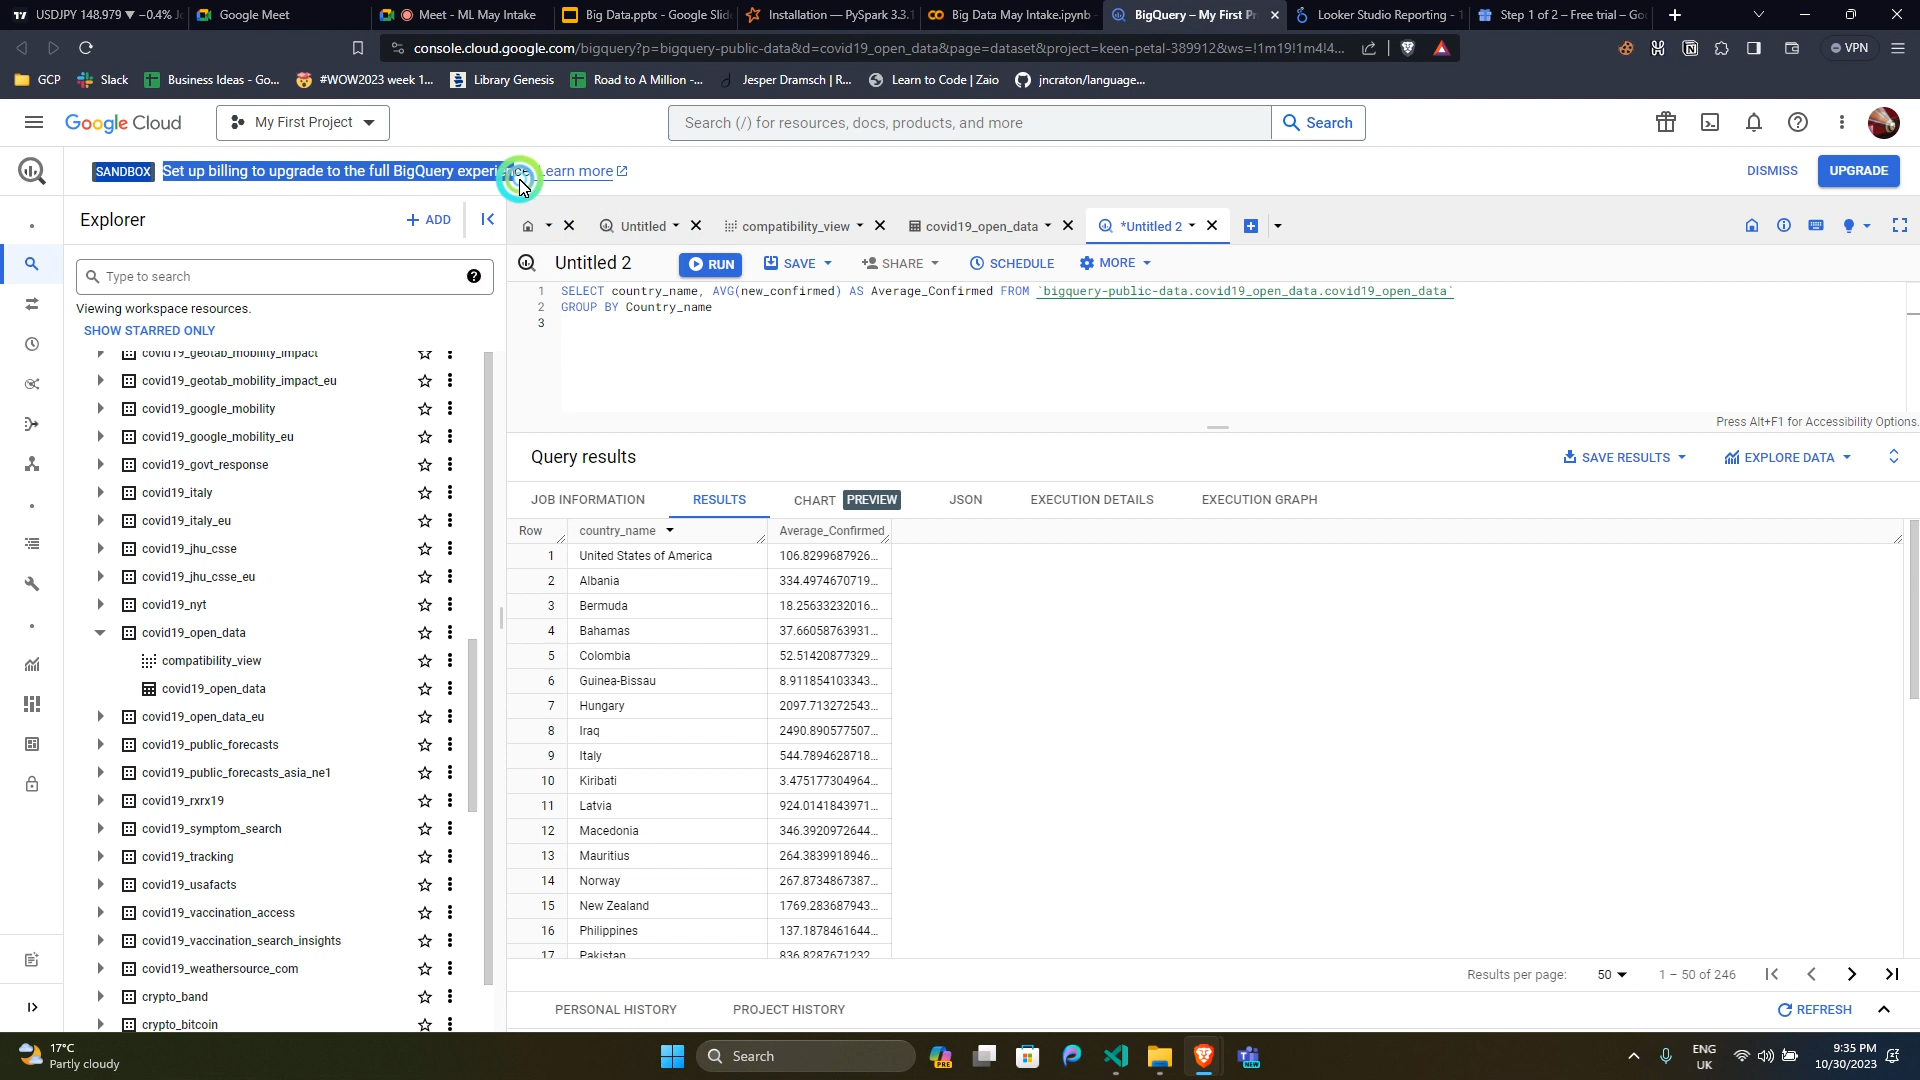 USDJPY 148.979 ▼ −0.4%
Google Meet
Meet - ML May Intake
Big Data.pptx - Google Slid
Installation — PySpark 3.3.1
Big Data May Intake.ipynb
BigQuery – My First Pr
Looker Studio Reporting - 1
Step 1 of 2 – Free trial – Goo
console.cloud.google.com/bigquery?p=bigquery-public-data&d=covid19_open_data&page=dataset&project=keen-petal-389912&ws=!1m19!1m4!4...
VPN
GCP
Slack
Business Ideas - Go...
#WOW2023 week 1...
Library Genesis
Road to A Million -...
Jesper Dramsch | R...
Learn to Code | Zaio
jncraton/language...
Google Cloud
My First Project
Search (/) for resources, docs, products, and more
Search
SANDBOX Set up billing to upgrade to the full BigQuery experience. Learn more
DISMISS
UPGRADE
Explorer
+ ADD
Untitled
compatibility_view
covid19_open_data
*Untitled 2
Type to search
Untitled 2
RUN
SAVE
SHARE
SCHEDULE
MORE
Viewing workspace resources.
SHOW STARRED ONLY
1 SELECT country_name, AVG(new_confirmed) AS Average_Confirmed FROM `bigquery-public-data.covid19_open_data.covid19_open_data`
2 GROUP BY Country_name
3
Press Alt+F1 for Accessibility Options.
covid19_geotab_mobility_impact
covid19_geotab_mobility_impact_eu
covid19_google_mobility
covid19_google_mobility_eu
covid19_govt_response
covid19_italy
covid19_italy_eu
covid19_jhu_csse
covid19_jhu_csse_eu
covid19_nyt
covid19_open_data
compatibility_view
covid19_open_data
covid19_open_data_eu
covid19_public_forecasts
covid19_public_forecasts_asia_ne1
covid19_rxrx19
covid19_symptom_search
covid19_tracking
covid19_usafacts
covid19_vaccination_access
covid19_vaccination_search_insights
covid19_weathersource_com
crypto_band
crypto_bitcoin
Query results
SAVE RESULTS
EXPLORE DATA
JOB INFORMATION
RESULTS
CHART PREVIEW
JSON
EXECUTION DETAILS
EXECUTION GRAPH
Row country_name Average_Confirmed
1 United States of America 106.8299687926...
2 Albania 334.4974670719...
3 Bermuda 18.25633232016...
4 Bahamas 37.66058763931...
5 Colombia 52.51420877329...
6 Guinea-Bissau 8.911854103343...
7 Hungary 2097.713272543...
8 Iraq 2490.890577507...
9 Italy 544.7894628718...
10 Kiribati 3.475177304964...
11 Latvia 924.0141843971...
12 Macedonia 346.3920972644...
13 Mauritius 264.3839918946...
14 Norway 267.8734867387...
15 New Zealand 1769.283687943...
16 Philippines 137.1878461644...
17 Pakistan 836.8287671232...
Results per page: 50
1 – 50 of 246
PERSONAL HISTORY
PROJECT HISTORY
REFRESH
17°C
Partly cloudy
Search
PRE
NEW
ENG
UK
9:35 PM
10/30/2023